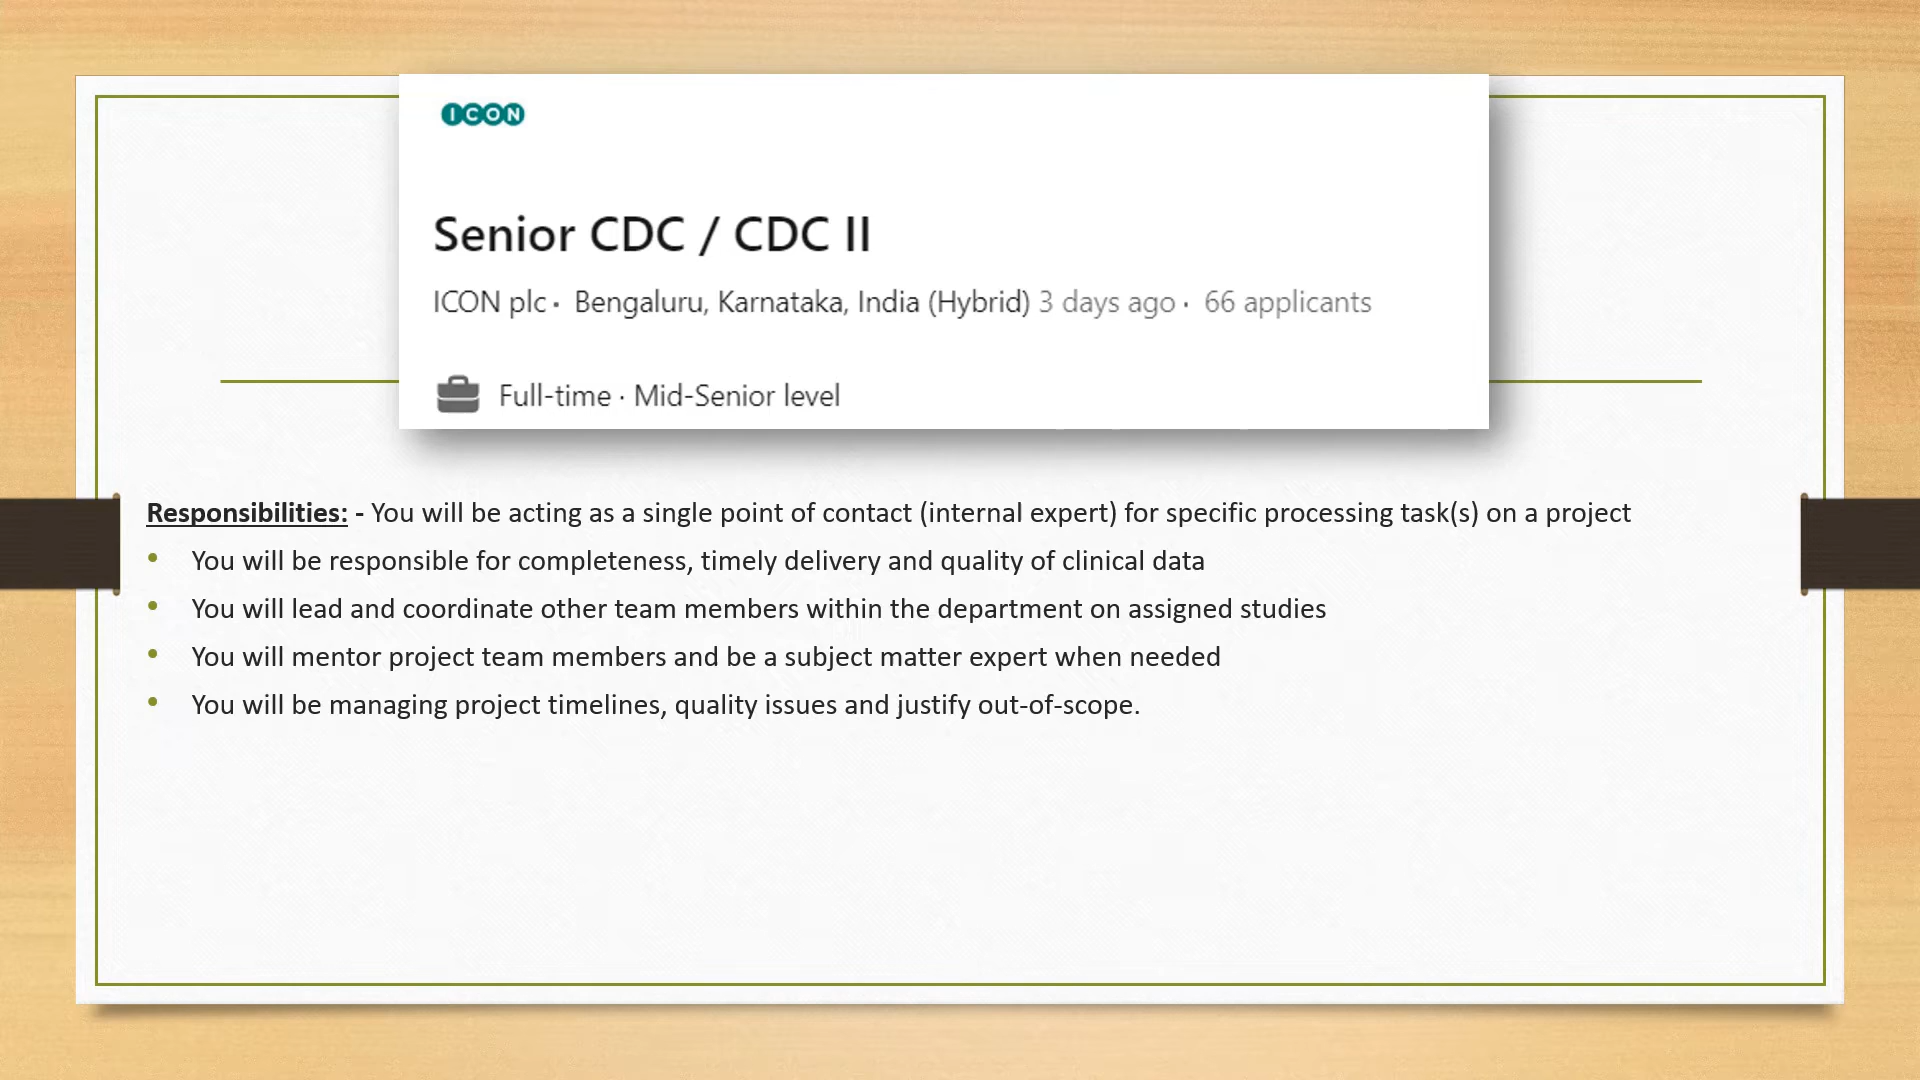 ICON
Senior CDC / CDC II
ICON plc · Bengaluru, Karnataka, India (Hybrid) 3 days ago · 66 applicants
Full-time · Mid-Senior level
Responsibilities: - You will be acting as a single point of contact (internal expert) for specific processing task(s) on a project
• You will be responsible for completeness, timely delivery and quality of clinical data
• You will lead and coordinate other team members within the department on assigned studies
• You will mentor project team members and be a subject matter expert when needed
• You will be managing project timelines, quality issues and justify out-of-scope.